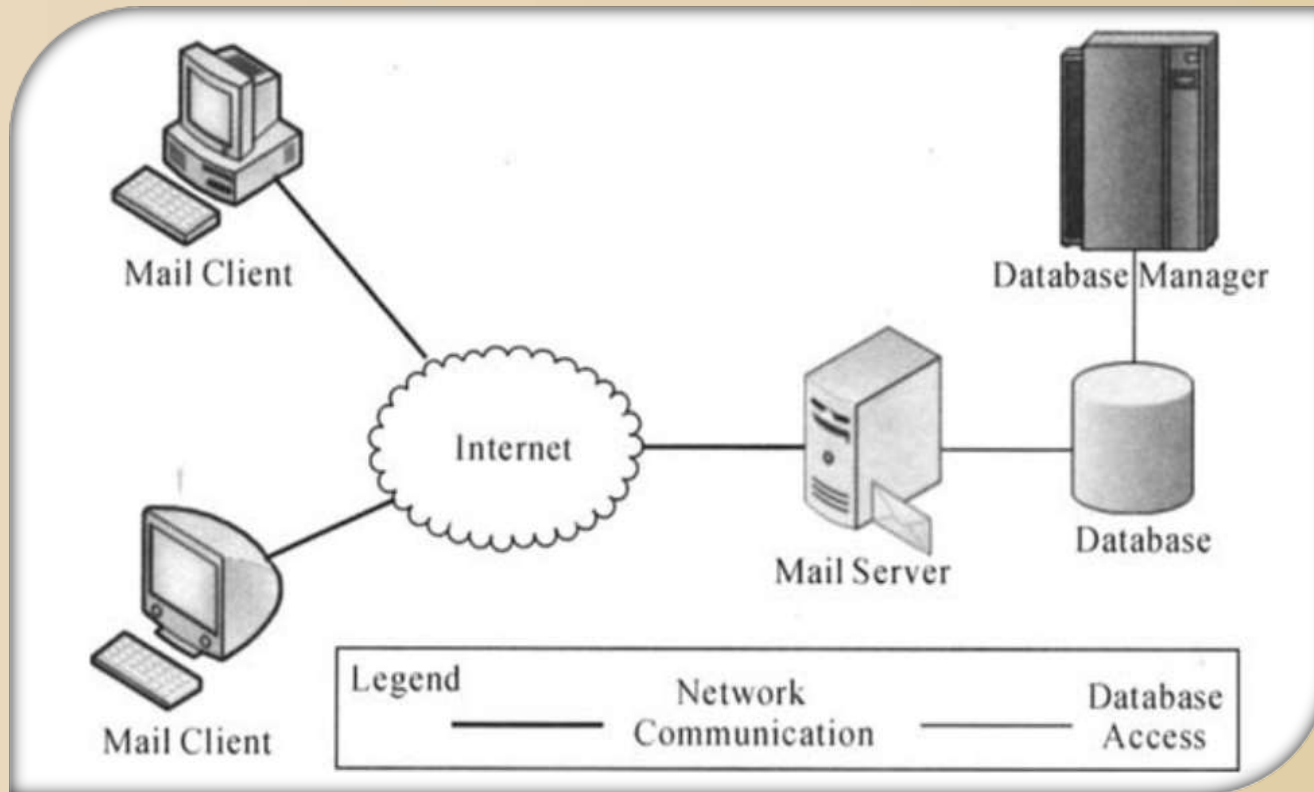 Mail Client
Database Manager
Internet
Mail Server
Database
Mail Client
Legend
Network
Communication
Database
Access